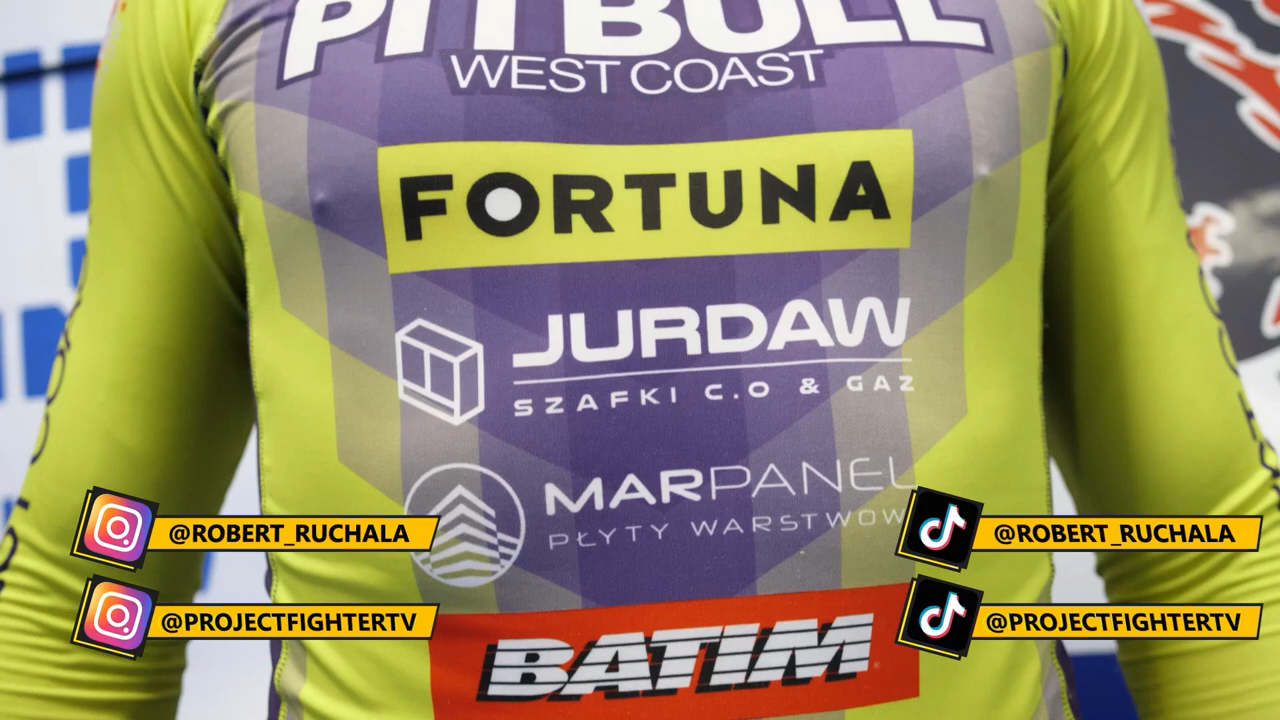 PITBULL
WEST COAST
FORTUNA
JURDAW
SZAFKI C.O & GAZ
MARPANEL
PŁYTY WARSTWOW
@ROBERT_RUCHALA
@PROJECTFIGHTERTV
BATIM
@ROBERT_RUCHALA
@PROJECTFIGHTERTV